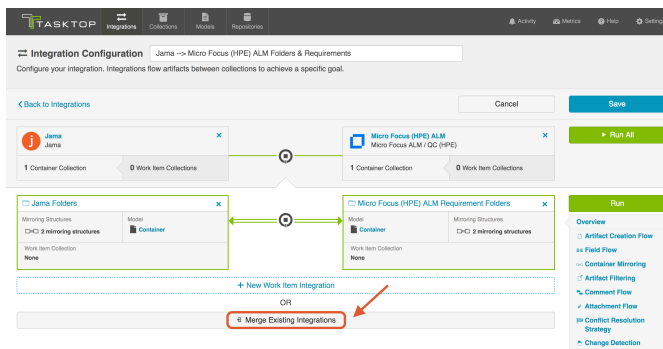 TASKTOP
Integrations
Collections
Models
Repositories
Activity
Metrics
Help
Setting
Integration Configuration
Jama --> Micro Focus (HPE) ALM Folders & Requirements
Configure your integration. Integrations flow artifacts between collections to achieve a specific goal.
Back to Integrations
Cancel
Save
Jama
Jama
1 Container Collection
0 Work Item Collections
Micro Focus (HPE) ALM
Micro Focus ALM / QC (HPE)
1 Container Collection
0 Work Item Collections
Run All
Jama Folders
Mirroring Structures
2 mirroring structures
Model
Container
Work Item Collection
None
Micro Focus (HPE) ALM Requirement Folders
Model
Container
Mirroring Structures
2 mirroring structures
Work Item Collection
None
Run
Overview
Artifact Creation Flow
Field Flow
Container Mirroring
Artifact Filtering
Comment Flow
Attachment Flow
Conflict Resolution
Strategy
Change Detection
+ New Work Item Integration
OR
Merge Existing Integrations